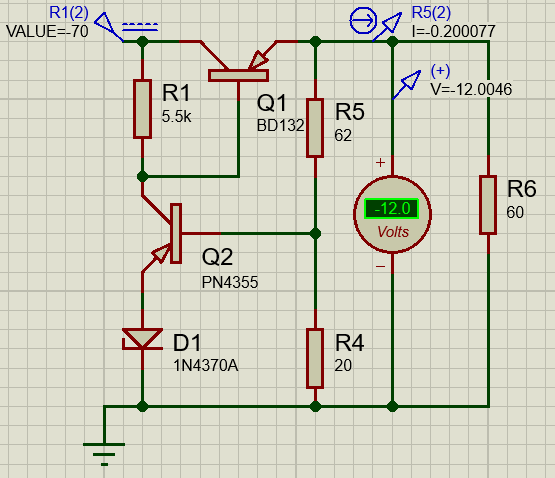 R1(2)
VALUE=-70
R5(2)
I=-0.200077
(+)
V=-12.0046
R1
5.5k
Q1
BD132
R5
62
+
-12.0
Volts
−
R6
60
Q2
PN4355
D1
1N4370A
R4
20